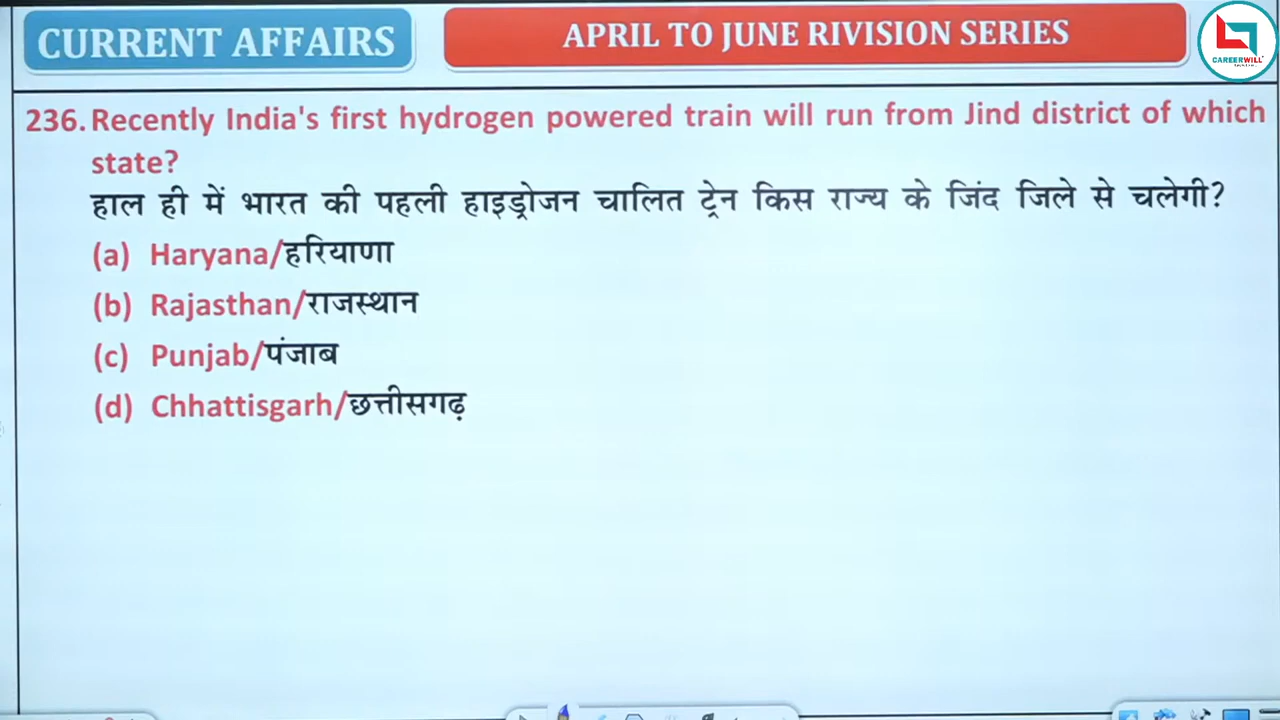 CURRENT AFFAIRS
APRIL TO JUNE RIVISION SERIES
CAREERWILL
236. Recently India's first hydrogen powered train will run from Jind district of which
state?
हाल ही में भारत की पहली हाइड्रोजन चालित ट्रेन किस राज्य के जिंद जिले से चलेगी?
(a) Haryana/हरियाणा
(b) Rajasthan/राजस्थान
(c) Punjab/पंजाब
(d) Chhattisgarh/छत्तीसगढ़